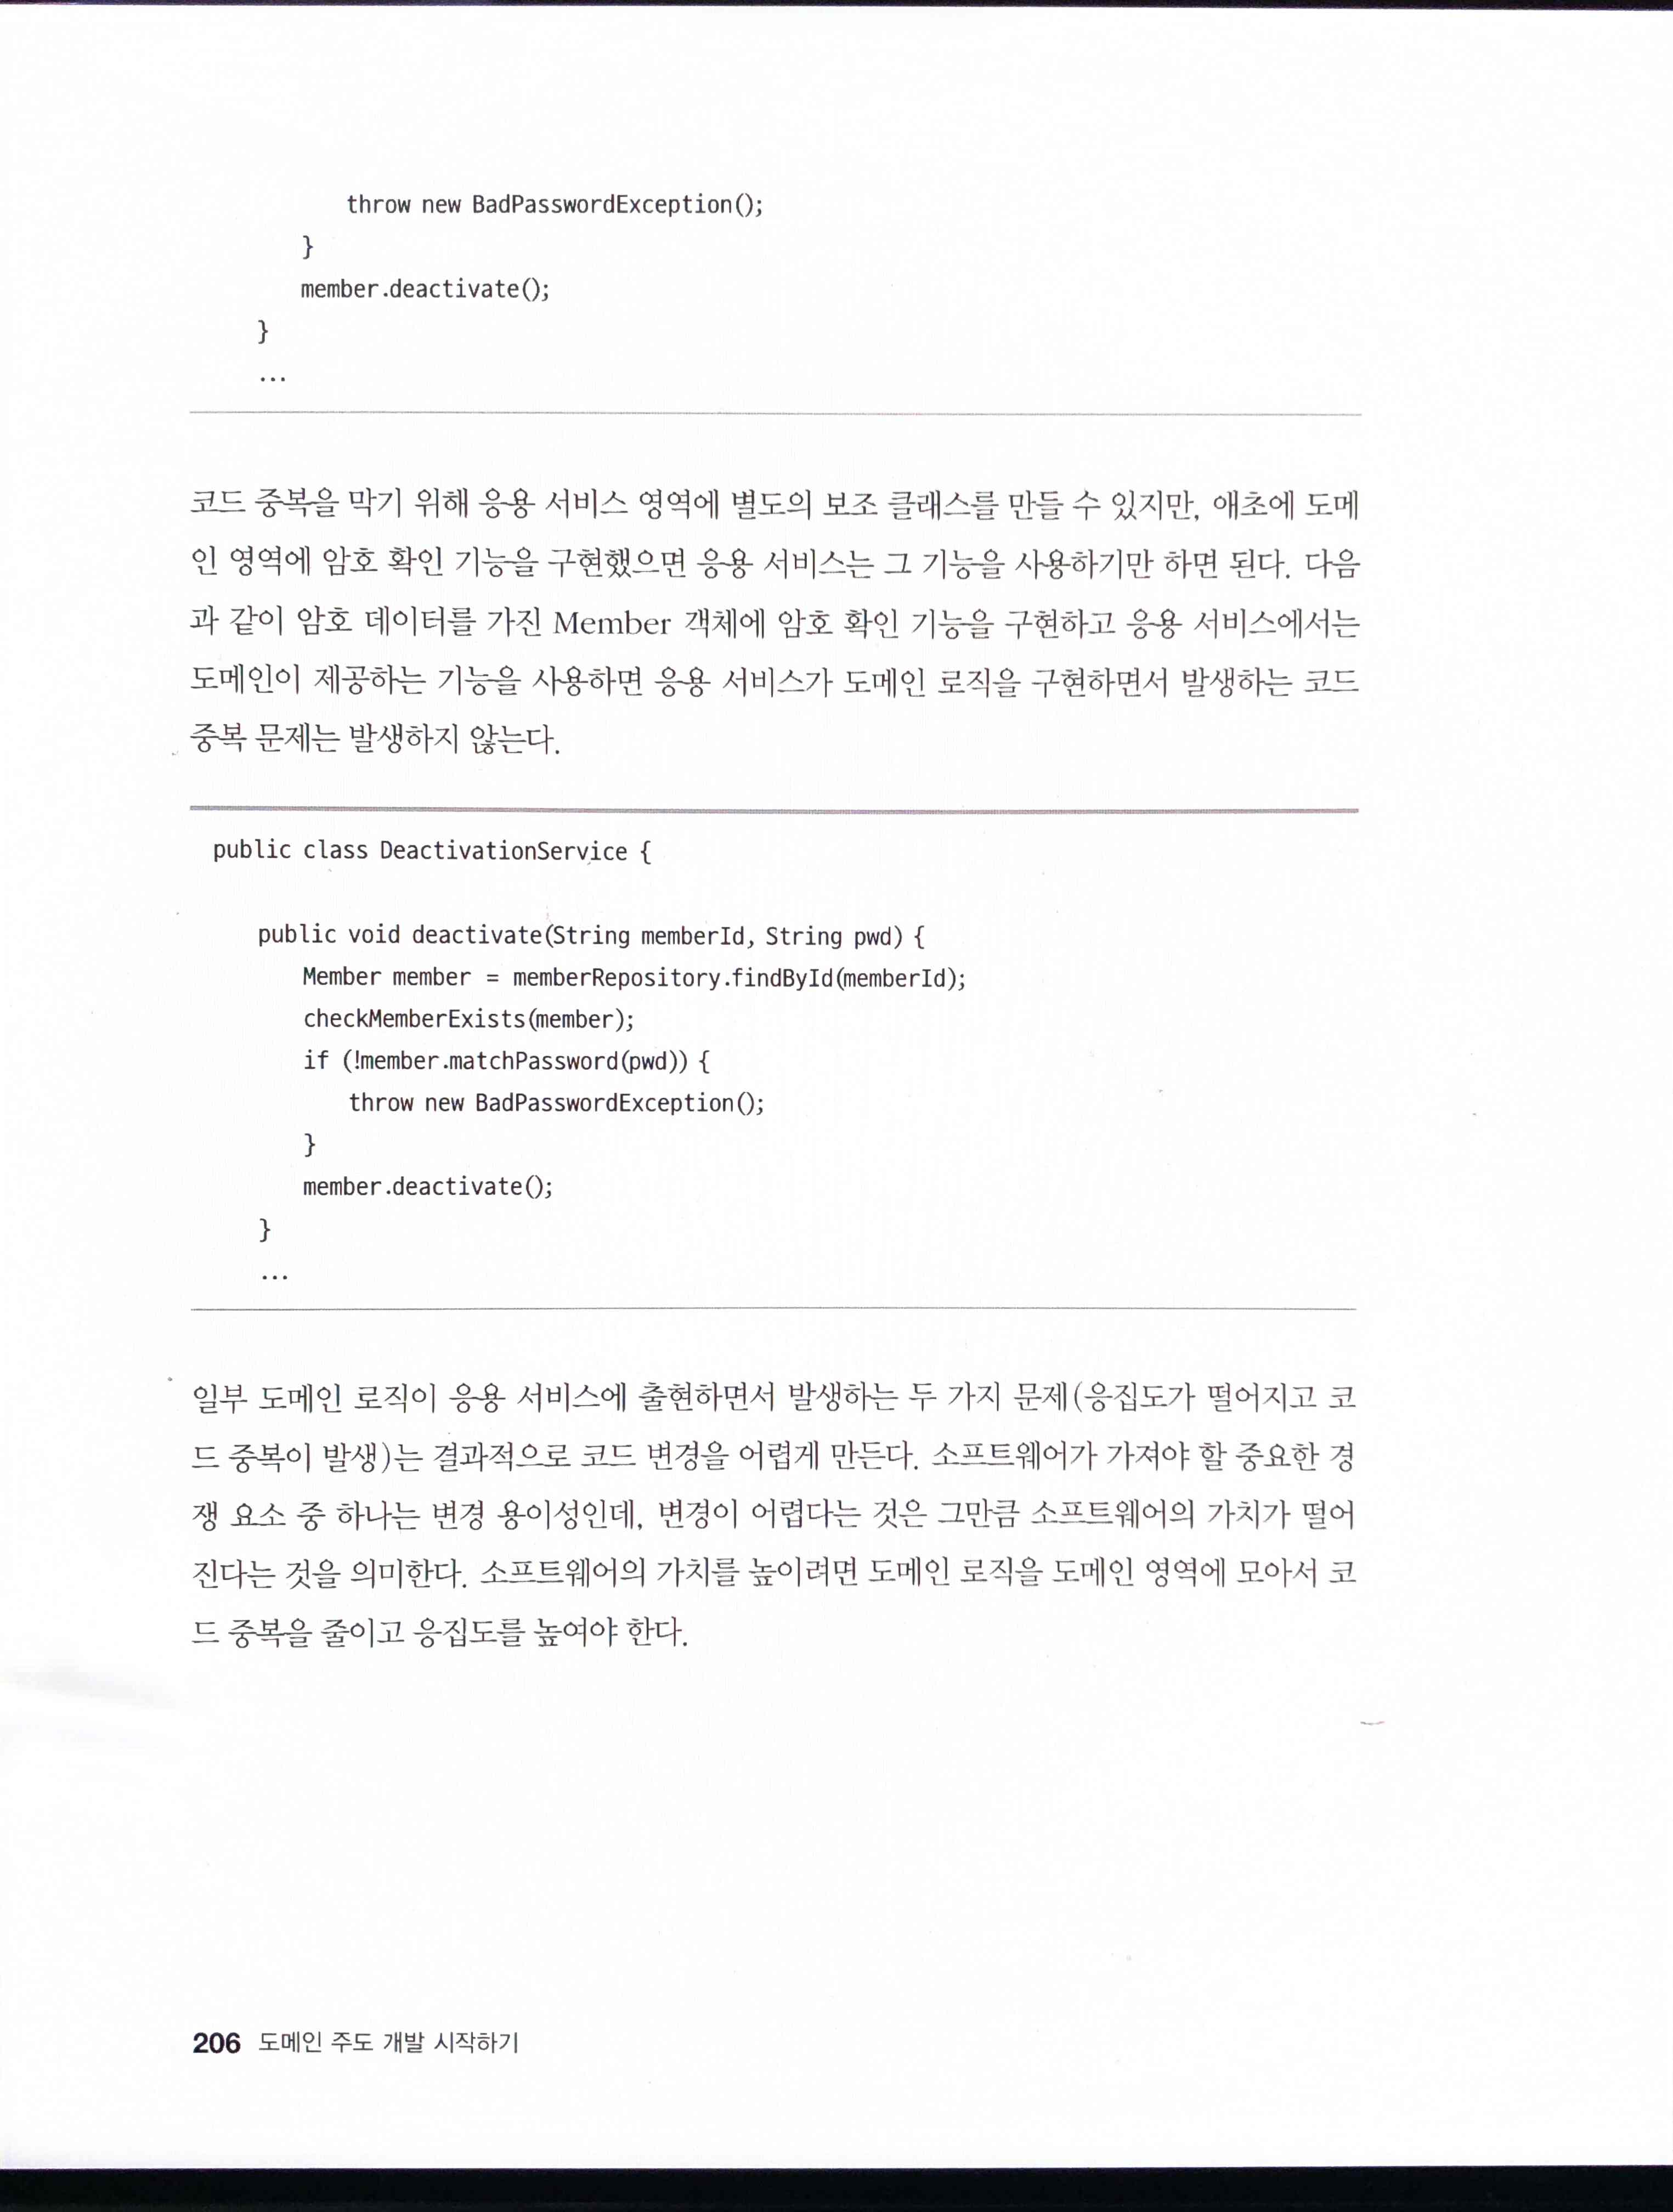 throw new BadPasswordException();
}
member.deactivate();
}
...
코드 중복을 막기 위해 응용 서비스 영역에 별도의 보조 클래스를 만들 수 있지만, 애초에 도메
인 영역에 암호 확인 기능을 구현했으면 응용 서비스는 그 기능을 사용하기만 하면 된다. 다음
과 같이 암호 데이터를 가진 Member 객체에 암호 확인 기능을 구현하고 응용 서비스에서는
도메인이 제공하는 기능을 사용하면 응용 서비스가 도메인 로직을 구현하면서 발생하는 코드
중복 문제는 발생하지 않는다.
public class DeactivationService {
public void deactivate(String memberId, String pwd) {
Member member = memberRepository.findById(memberId);
checkMemberExists(member);
if (!member.matchPassword(pwd)) {
throw new BadPasswordException();
}
member.deactivate();
}
...
일부 도메인 로직이 응용 서비스에 출현하면서 발생하는 두 가지 문제(응집도가 떨어지고 코
드 중복이 발생)는 결과적으로 코드 변경을 어렵게 만든다. 소프트웨어가 가져야 할 중요한 경
쟁 요소 중 하나는 변경 용이성인데, 변경이 어렵다는 것은 그만큼 소프트웨어의 가치가 떨어
진다는 것을 의미한다. 소프트웨어의 가치를 높이려면 도메인 로직을 도메인 영역에 모아서 코
드 중복을 줄이고 응집도를 높여야 한다.
206 도메인 주도 개발 시작하기